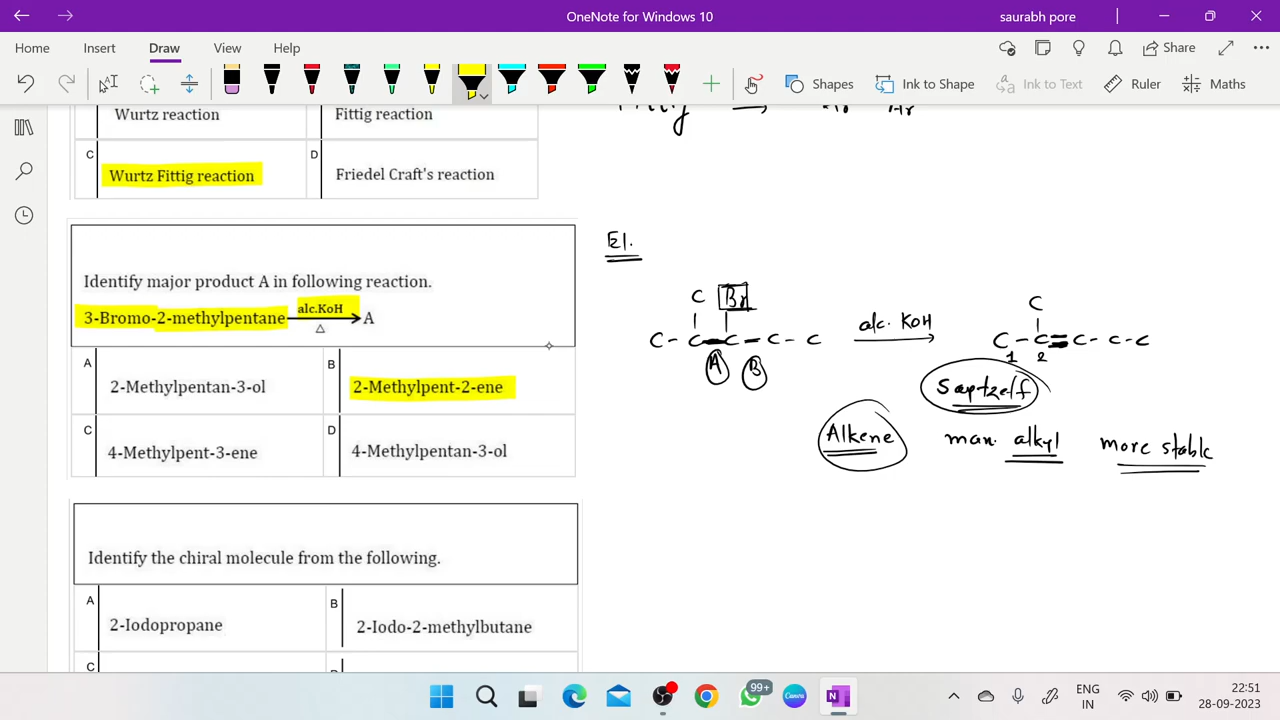 OneNote for Windows 10
saurabh pore
Home
Insert
Draw
View
Help
Share
Shapes
Ink to Shape
Ink to Text
Ruler
Maths
Wurtz reaction
Fittig reaction
C
Wurtz Fittig reaction
D
Friedel Craft's reaction
Identify major product A in following reaction.
3-Bromo-2-methylpentane alc.KoH A
△
A
2-Methylpentan-3-ol
B
2-Methylpent-2-ene
C
4-Methylpent-3-ene
D
4-Methylpentan-3-ol
Identify the chiral molecule from the following.
A
2-Iodopropane
B
2-Iodo-2-methylbutane
C
El.
C Br
C - C - C - C - C
A B
alc. KOH
C
C - C = C - C - C
1 2
Saptzeff
Alkene
man. alkyl
more stable
99+
ENG
IN
22:51
28-09-2023